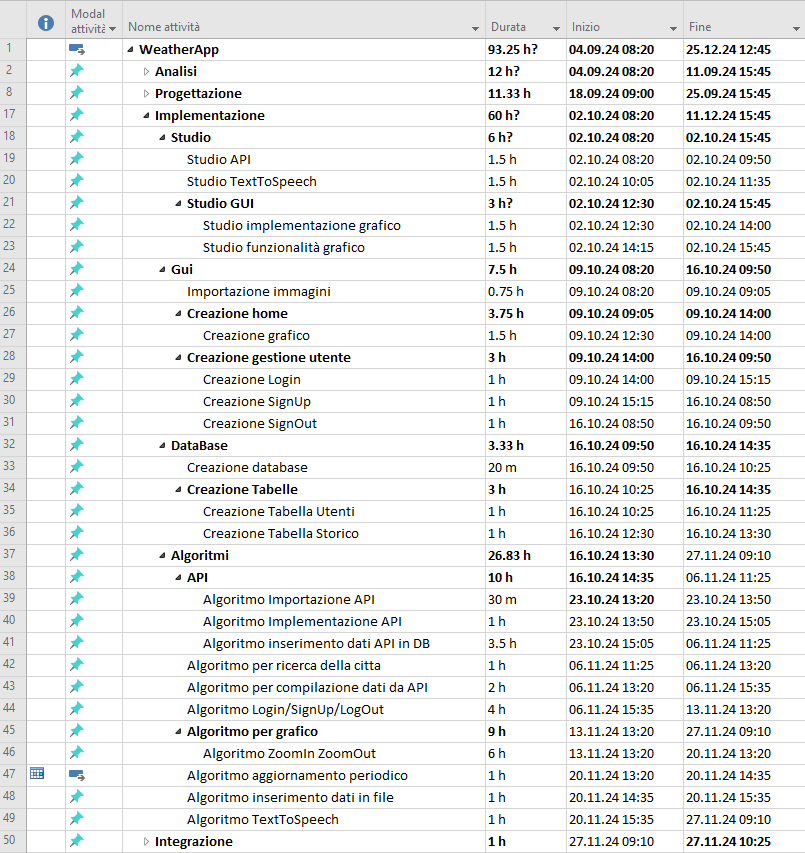 Modal attività Nome attività Durata Inizio Fine
1 WeatherApp 93.25 h? 04.09.24 08:20 25.12.24 12:45
2 Analisi 12 h? 04.09.24 08:20 11.09.24 15:45
8 Progettazione 11.33 h 18.09.24 09:00 25.09.24 15:45
17 Implementazione 60 h? 02.10.24 08:20 11.12.24 15:45
18 Studio 6 h? 02.10.24 08:20 02.10.24 15:45
19 Studio API 1.5 h 02.10.24 08:20 02.10.24 09:50
20 Studio TextToSpeech 1.5 h 02.10.24 10:05 02.10.24 11:35
21 Studio GUI 3 h? 02.10.24 12:30 02.10.24 15:45
22 Studio implementazione grafico 1.5 h 02.10.24 12:30 02.10.24 14:00
23 Studio funzionalità grafico 1.5 h 02.10.24 14:15 02.10.24 15:45
24 Gui 7.5 h 09.10.24 08:20 16.10.24 09:50
25 Importazione immagini 0.75 h 09.10.24 08:20 09.10.24 09:05
26 Creazione home 3.75 h 09.10.24 09:05 09.10.24 14:00
27 Creazione grafico 1.5 h 09.10.24 12:30 09.10.24 14:00
28 Creazione gestione utente 3 h 09.10.24 14:00 16.10.24 09:50
29 Creazione Login 1 h 09.10.24 14:00 09.10.24 15:15
30 Creazione SignUp 1 h 09.10.24 15:15 16.10.24 08:50
31 Creazione SignOut 1 h 16.10.24 08:50 16.10.24 09:50
32 DataBase 3.33 h 16.10.24 09:50 16.10.24 14:35
33 Creazione database 20 m 16.10.24 09:50 16.10.24 10:25
34 Creazione Tabelle 3 h 16.10.24 10:25 16.10.24 14:35
35 Creazione Tabella Utenti 1 h 16.10.24 10:25 16.10.24 11:25
36 Creazione Tabella Storico 1 h 16.10.24 12:30 16.10.24 13:30
37 Algoritmi 26.83 h 16.10.24 13:30 27.11.24 09:10
38 API 10 h 16.10.24 14:35 06.11.24 11:25
39 Algoritmo Importazione API 30 m 23.10.24 13:20 23.10.24 13:50
40 Algoritmo Implementazione API 1 h 23.10.24 13:50 23.10.24 15:05
41 Algoritmo inserimento dati API in DB 3.5 h 23.10.24 15:05 06.11.24 11:25
42 Algoritmo per ricerca della citta 1 h 06.11.24 11:25 06.11.24 13:20
43 Algoritmo per compilazione dati da API 2 h 06.11.24 13:20 06.11.24 15:35
44 Algoritmo Login/SignUp/LogOut 4 h 06.11.24 15:35 13.11.24 13:20
45 Algoritmo per grafico 9 h 13.11.24 13:20 27.11.24 09:10
46 Algoritmo ZoomIn ZoomOut 6 h 13.11.24 13:20 20.11.24 13:20
47 Algoritmo aggiornamento periodico 1 h 20.11.24 13:20 20.11.24 14:35
48 Algoritmo inserimento dati in file 1 h 20.11.24 14:35 20.11.24 15:35
49 Algoritmo TextToSpeech 1 h 20.11.24 15:35 27.11.24 09:10
50 Integrazione 1 h 27.11.24 09:10 27.11.24 10:25